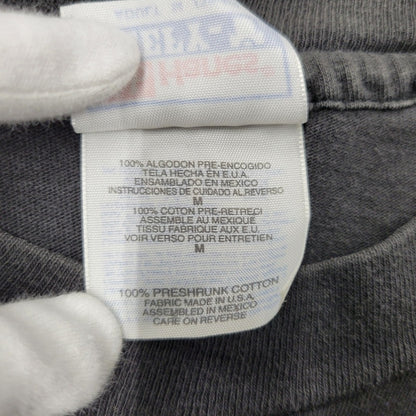 100% ALGODON PRE-ENCOGIDO
TELA HECHA EN E.U.A.
ENSAMBLADO EN MEXICO
INSTRUCCIONES DE CUIDADO AL REVERSO
M
100% COTON PRE-RETRECI
ASSEMBLE AU MEXIQUE
TISSU FABRIQUE AUX E.U.
VOIR VERSO POUR ENTRETIEN
M
100% PRESHRUNK COTTON
FABRIC MADE IN U.S.A.
ASSEMBLED IN MEXICO
CARE ON REVERSE